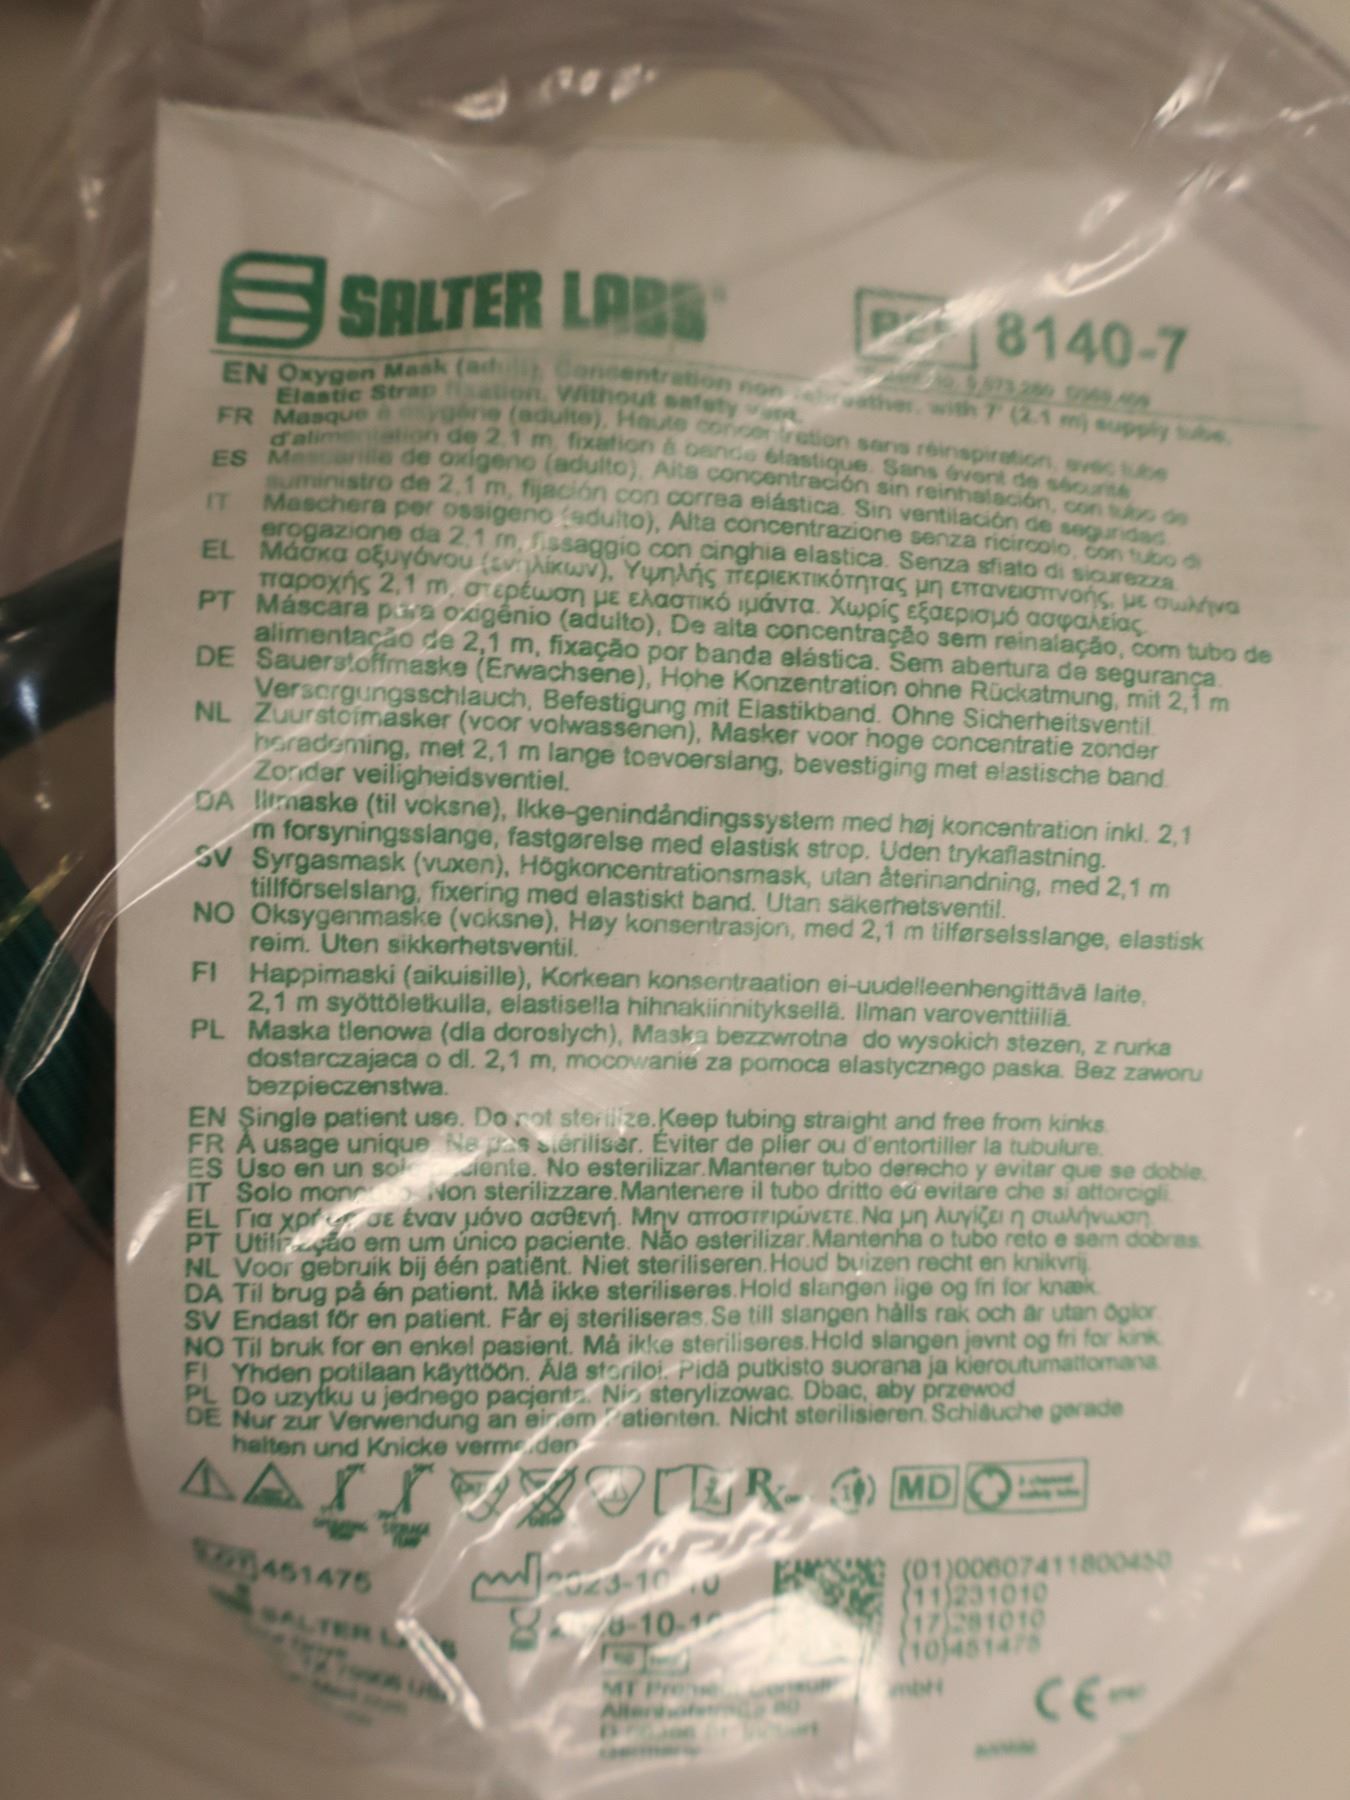 SALTER LABS
REF 8140-7
EN Oxygen Mask (adult), Concentration non rebreather, with 7' (2.1 m) supply tube,
Elastic Strap fixation, Without safety vent.
FR Masque à oxygène (adulte), Haute concentration sans réinspiration, avec tube
d'alimentation de 2,1 m, fixation à bande élastique. Sans évent de sécurité
ES Mascarilla de oxígeno (adulto), Alta concentración sin reinhalación, con tubo de
suministro de 2,1 m, fijación con correa elástica. Sin ventilación de seguridad.
IT Maschera per ossigeno (adulto), Alta concentrazione senza ricircolo, con tubo di
erogazione da 2,1 m, fissaggio con cinghia elastica. Senza sfiato di sicurezza.
EL Μάσκα οξυγόνου (ενηλίκων), Υψηλής περιεκτικότητας μη επανεισπνοής, με σωλήνα
παροχής 2,1 m, στερέωση με ελαστικό ιμάντα. Χωρίς εξαερισμό ασφαλείας.
PT Máscara para oxigênio (adulto), De alta concentração sem reinalação, com tubo de
alimentação de 2,1 m, fixação por banda elástica. Sem abertura de segurança.
DE Sauerstoffmaske (Erwachsene), Hohe Konzentration ohne Rückatmung, mit 2,1 m
Versorgungsschlauch, Befestigung mit Elastikband. Ohne Sicherheitsventil.
NL Zuurstofmasker (voor volwassenen), Masker voor hoge concentratie zonder
herademing, met 2,1 m lange toevoerslang, bevestiging met elastische band.
Zonder veiligheidsventiel.
DA Iltmaske (til voksne), Ikke-genindåndingssystem med høj koncentration inkl. 2,1
m forsyningsslange, fastgørelse med elastisk strop. Uden trykaflastning.
SV Syrgasmask (vuxen), Högkoncentrationsmask, utan återinandning, med 2,1 m
tillförselslang, fixering med elastiskt band. Utan säkerhetsventil.
NO Oksygenmaske (voksne), Høy konsentrasjon, med 2,1 m tilførselsslange, elastisk
reim. Uten sikkerhetsventil.
FI Happimaski (aikuisille), Korkean konsentraation ei-uudelleenhengittävä laite,
2,1 m syöttöletkulla, elastisella hihnakiinnityksellä. Ilman varoventtiiliä.
PL Maska tlenowa (dla doroslych), Maska bezzwrotna do wysokich stezen, z rurka
dostarczajaca o dl. 2,1 m, mocowanie za pomoca elastycznego paska. Bez zaworu
bezpieczenstwa.
EN Single patient use. Do not sterilize.Keep tubing straight and free from kinks.
FR À usage unique. Ne pas stériliser. Éviter de plier ou d'entortiller la tubulure.
ES Uso en un solo paciente. No esterilizar.Mantener tubo derecho y evitar que se doble.
IT Solo monouso. Non sterilizzare.Mantenere il tubo dritto ed evitare che si attorcigli.
EL Για χρήση σε έναν μόνο ασθενή. Μην αποστειρώνετε.Να μη λυγίζει η σωλήνωση.
PT Utilização em um único paciente. Não esterilizar.Mantenha o tubo reto e sem dobras.
NL Voor gebruik bij één patiënt. Niet steriliseren.Houd buizen recht en knikvrij.
DA Til brug på én patient. Må ikke steriliseres.Hold slangen lige og fri for knæk.
SV Endast för en patient. Får ej steriliseras.Se till slangen hålls rak och är utan öglor.
NO Til bruk for en enkel pasient. Må ikke steriliseres.Hold slangen jevnt og fri for kink.
FI Yhden potilaan käyttöön. Älä steriloi. Pidä putkisto suorana ja kieroutumattomana.
PL Do uzytku u jednego pacjenta. Nie sterylizowac. Dbac, aby przewod
DE Nur zur Verwendung an einem Patienten. Nicht sterilisieren. Schläuche gerade
halten und Knicke vermeiden
Rx MD
LOT 451475
2023-10-10
2028-10-10
(01)00607411800450
(11)231010
(17)281010
(10)451475
SALTER LABS
MT Promedt Consulting GmbH
Altenhofstraße 80
Germany
CE